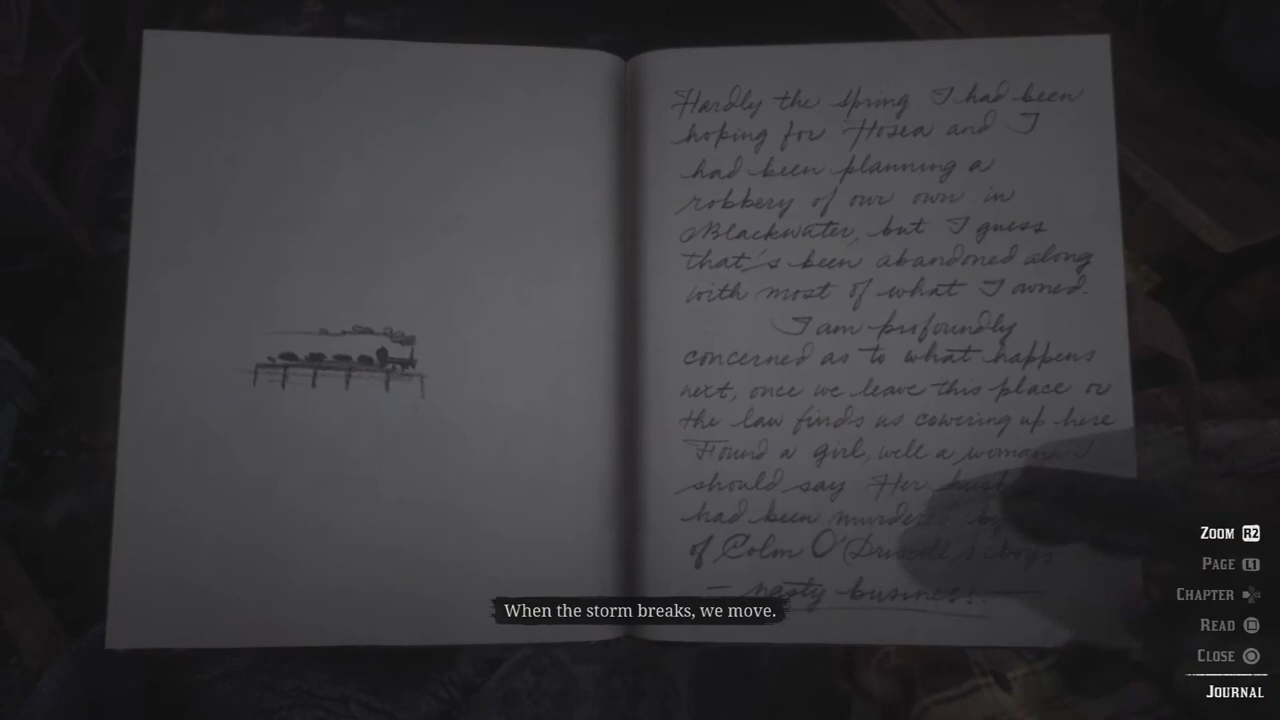 Hardly the spring I had been
hoping for Hosea and I
had been planning a
robbery of our own in
Blackwater, but I guess
that's been abandoned along
with most of what I owned.
I am profoundly
concerned as to what happens
next, once we leave this place or
the law finds us cowering up here
Found a girl, well a woman I
should say Her husb
had been murdered by
of Colm O'Driscoll's boys
– nasty business!
When the storm breaks, we move.
ZOOM R2
PAGE L1
CHAPTER
READ
CLOSE
JOURNAL